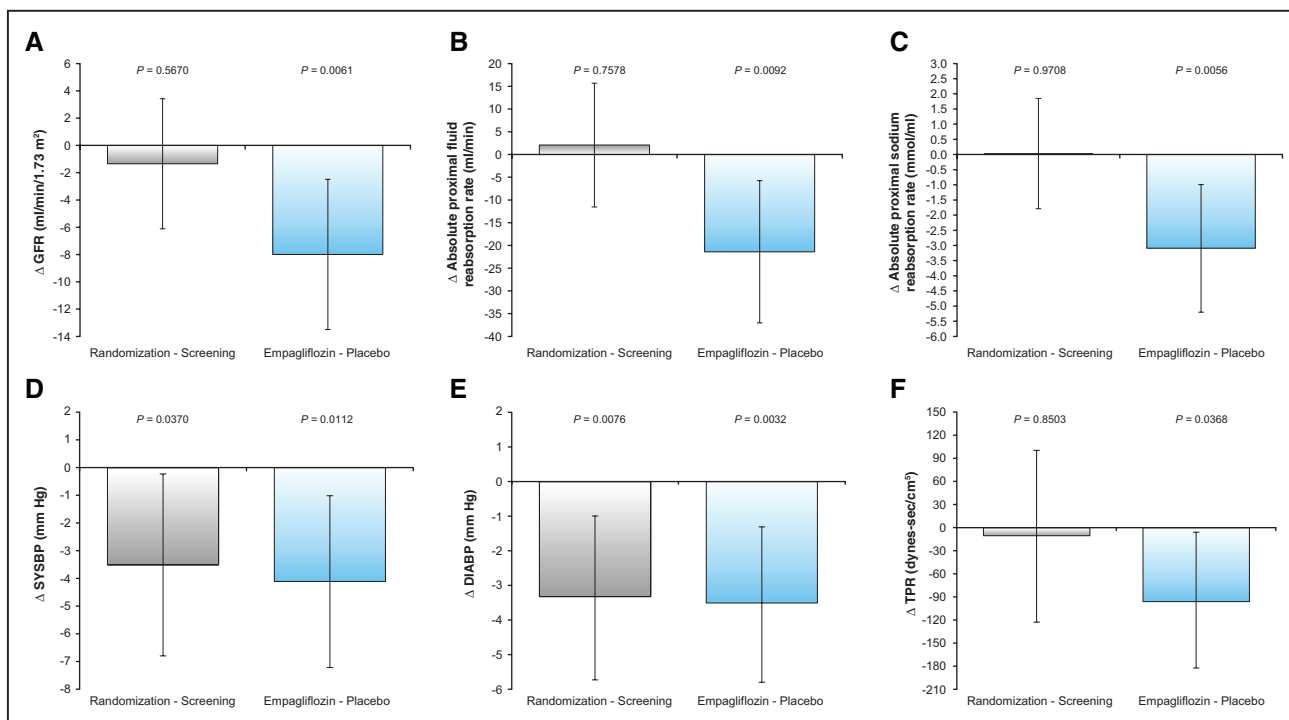 A
Δ GFR (ml/min/1.73 m²)
6
4
2
0
-2
-4
-6
-8
-10
-12
-14
P = 0.5670
P = 0.0061
Randomization - Screening
Empagliflozin - Placebo
B
Δ Absolute proximal fluid
reabsorption rate (ml/min)
20
15
10
5
0
-5
-10
-15
-20
-25
-30
-35
-40
P = 0.7578
P = 0.0092
Randomization - Screening
Empagliflozin - Placebo
C
Δ Absolute proximal sodium
reabsorption rate (mmol/ml)
3.0
2.5
2.0
1.5
1.0
0.5
0.0
-0.5
-1.0
-1.5
-2.0
-2.5
-3.0
-3.5
-4.0
-4.5
-5.0
-5.5
-6.0
P = 0.9708
P = 0.0056
Randomization - Screening
Empagliflozin - Placebo
D
Δ SYSBP (mm Hg)
2
1
0
-1
-2
-3
-4
-5
-6
-7
-8
P = 0.0370
P = 0.0112
Randomization - Screening
Empagliflozin - Placebo
E
Δ DIABP (mm Hg)
2
1
0
-1
-2
-3
-4
-5
-6
P = 0.0076
P = 0.0032
Randomization - Screening
Empagliflozin - Placebo
F
Δ TPR (dynes-sec/cm⁵)
150
120
90
60
30
0
-30
-60
-90
-120
-150
-180
-210
P = 0.8503
P = 0.0368
Randomization - Screening
Empagliflozin - Placebo